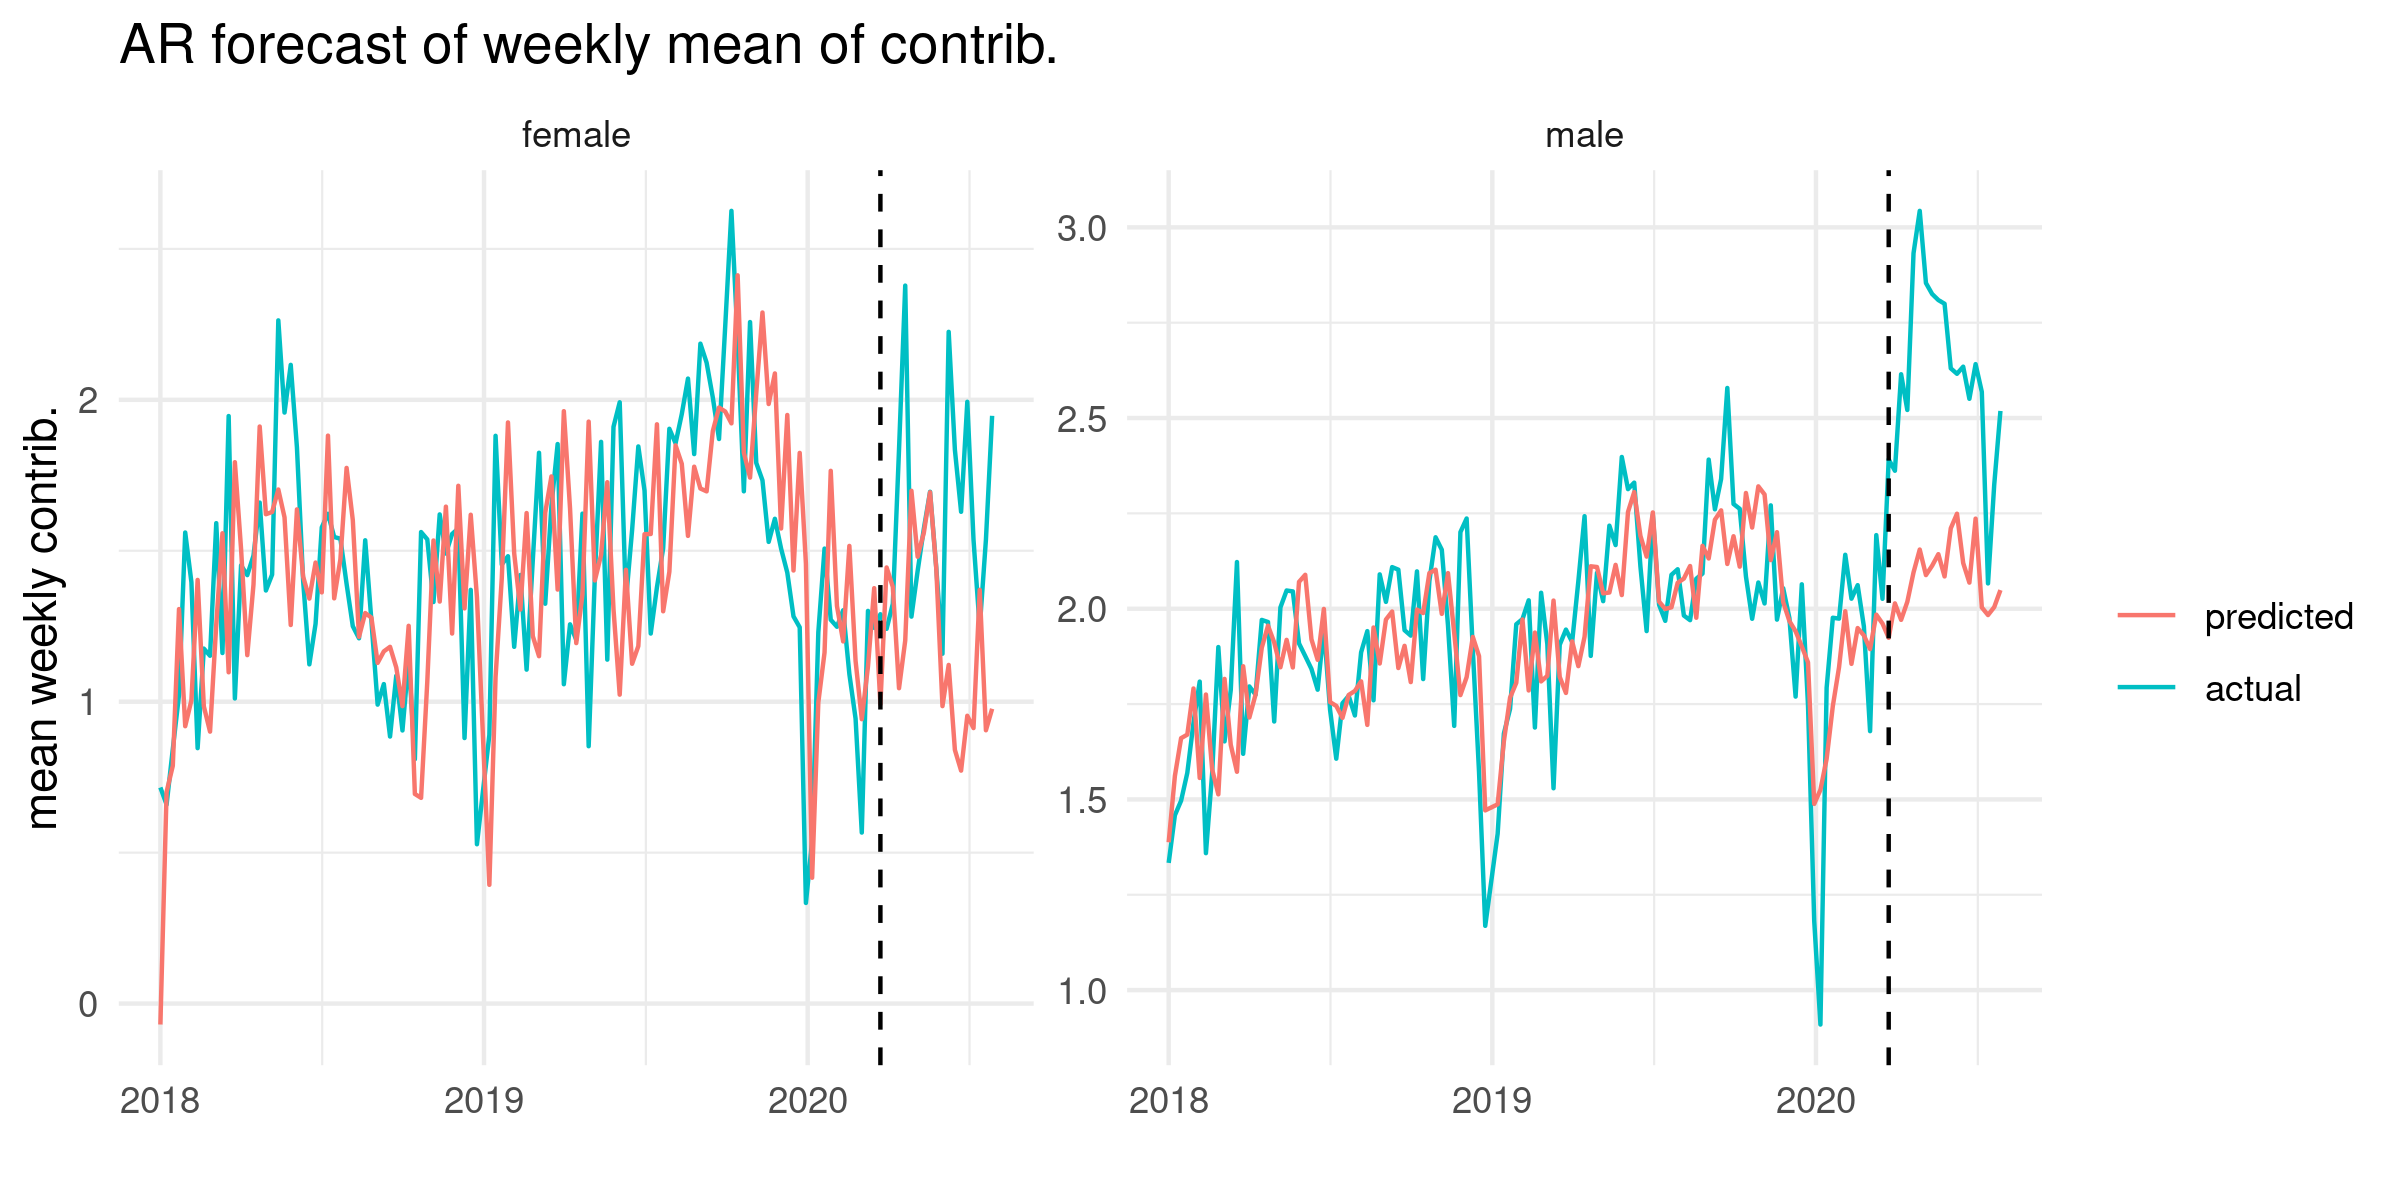 AR forecast of weekly mean of contrib.
female
male
mean weekly contrib.
2
1
0
3.0
2.5
2.0
1.5
1.0
2018
2019
2020
2018
2019
2020
predicted
actual